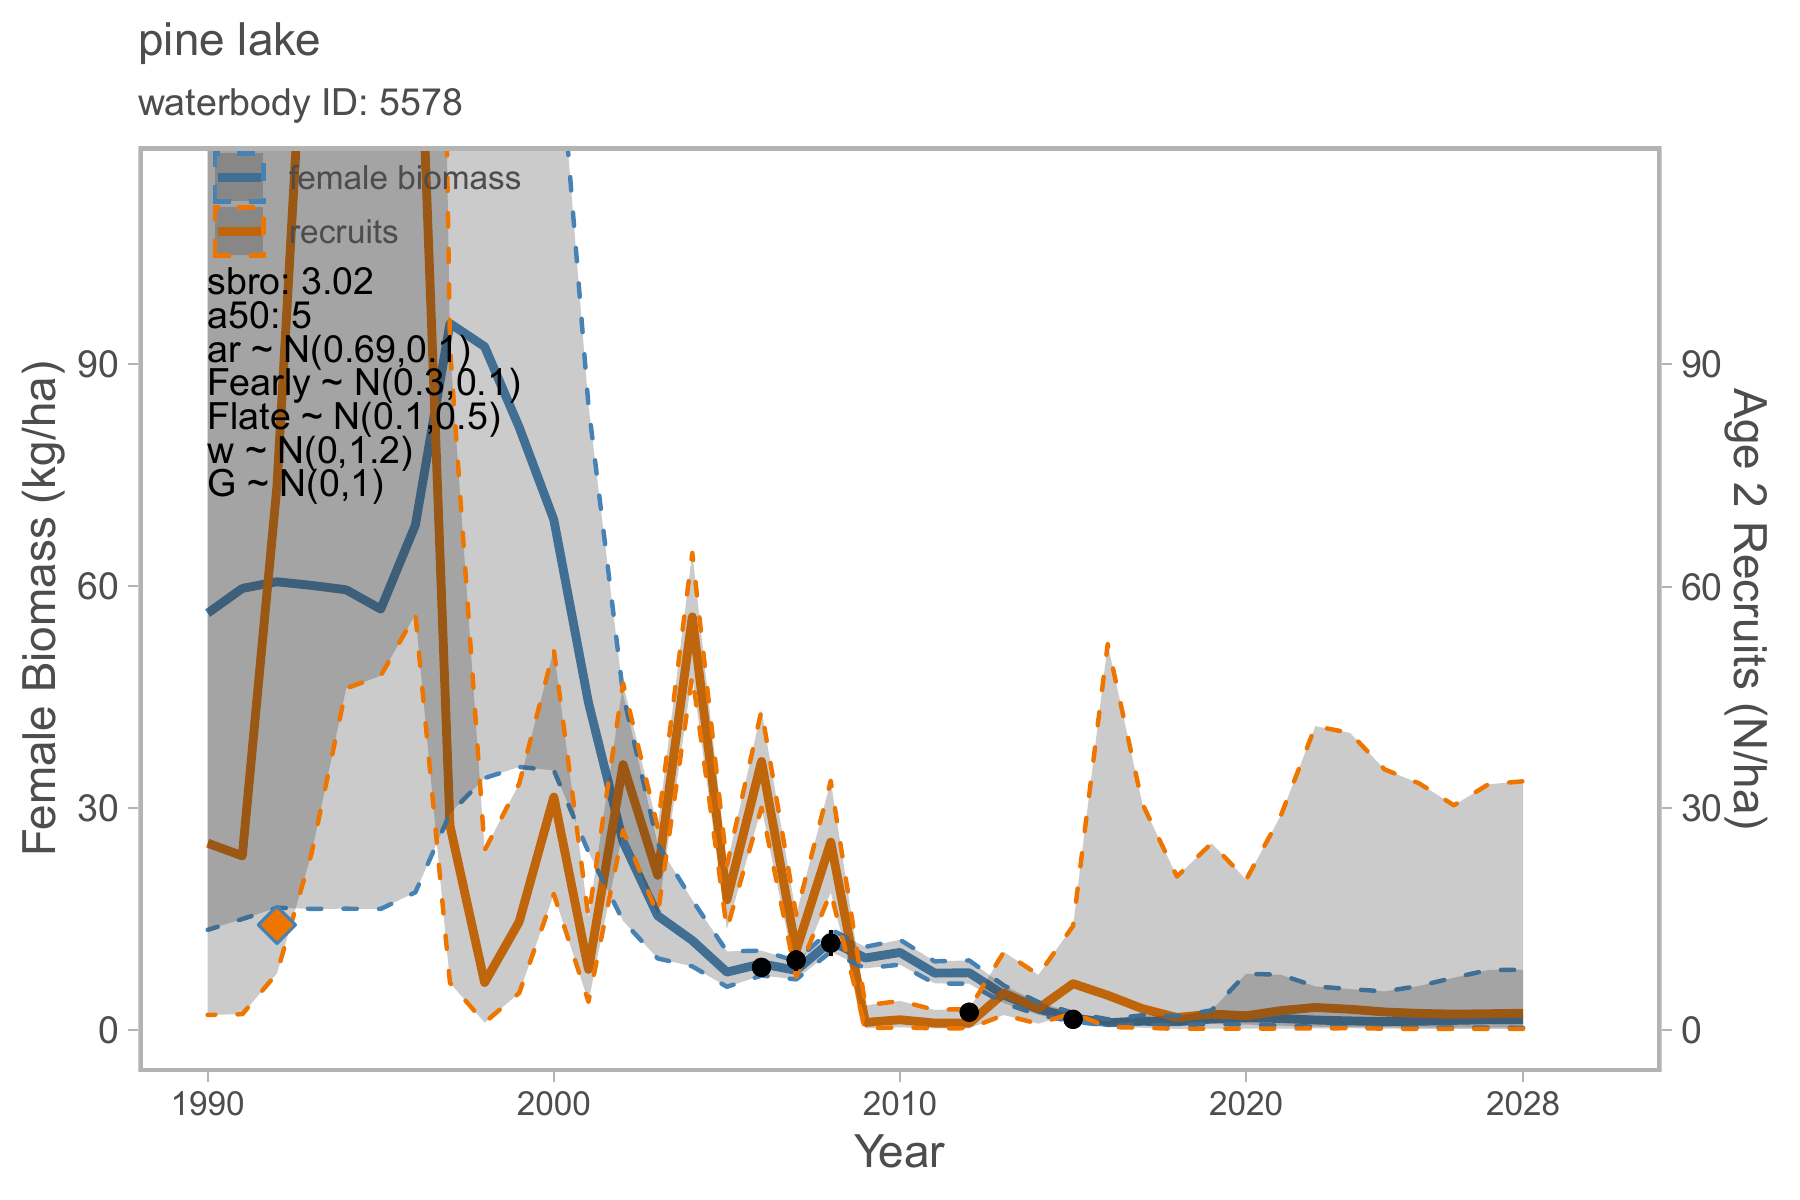 pine lake
waterbody ID: 5578
female biomass
recruits
sbro: 3.02
a50: 5
ar ~ N(0.69,0.1)
Fearly ~ N(0.3,0.1)
Flate ~ N(0.1,0.5)
w ~ N(0,1.2)
G ~ N(0,1)
Female Biomass (kg/ha)
90
60
30
0
90
60
30
0
Age 2 Recruits (N/ha)
1990 2000 2010 2020 2028
Year